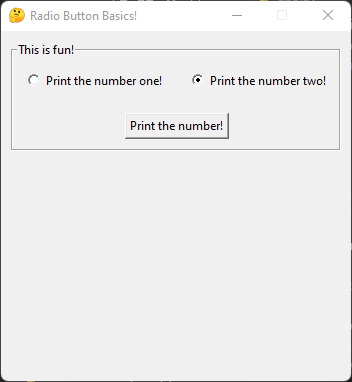 Radio Button Basics!
This is fun!
Print the number one! Print the number two!
Print the number!